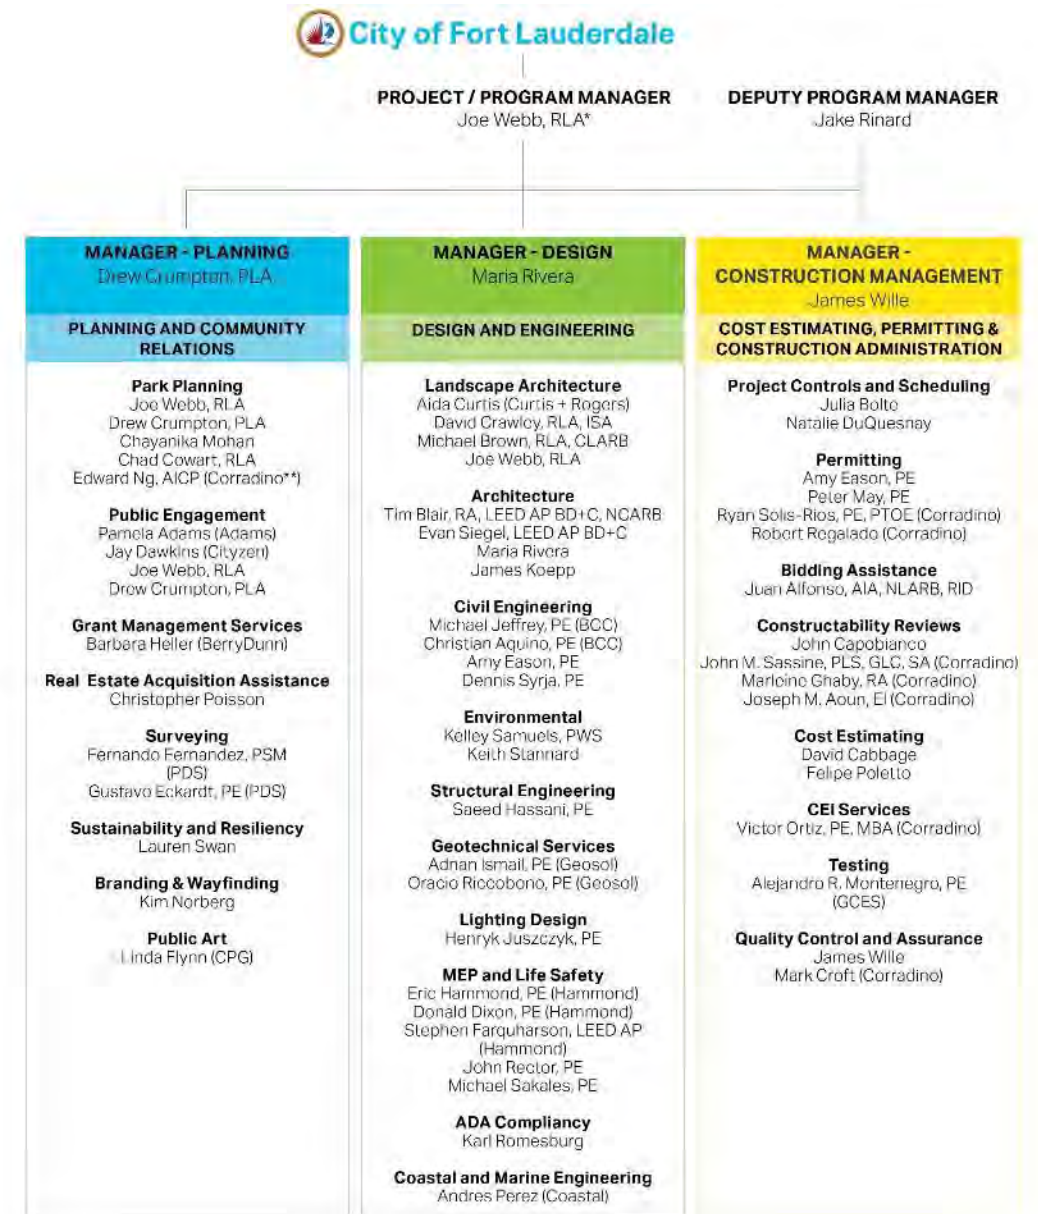 City of Fort Lauderdale
PROJECT / PROGRAM MANAGER
Joe Webb, RLA*
DEPUTY PROGRAM MANAGER
Jake Rinard
MANAGER - PLANNING
Drew Crumpton, PLA
PLANNING AND COMMUNITY
RELATIONS
Park Planning
Joe Webb, RLA
Drew Crumpton, PLA
Chayanika Mohan
Chad Cowart, RLA
Edward Ng, AICP (Corradino**)
Public Engagement
Pamela Adams (Adams)
Jay Dawkins (Cityzen)
Joe Webb, RLA
Drew Crumpton, PLA
Grant Management Services
Barbara Heller (BerryDunn)
Real Estate Acquisition Assistance
Christopher Poisson
Surveying
Fernando Fernandez, PSM
(PDS)
Gustavo Eckardt, PE (PDS)
Sustainability and Resiliency
Lauren Swan
Branding & Wayfinding
Kim Norberg
Public Art
Linda Flynn (CPG)
MANAGER - DESIGN
Maria Rivera
DESIGN AND ENGINEERING
Landscape Architecture
Aida Curtis (Curtis + Rogers)
David Crawley, RLA, ISA
Michael Brown, RLA, CLARB
Joe Webb, RLA
Architecture
Tim Blair, RA, LEED AP BD+C, NCARB
Evan Siegel, LEED AP BD+C
Maria Rivera
James Koepp
Civil Engineering
Michael Jeffrey, PE (BCC)
Christian Aquino, PE (BCC)
Amy Eason, PE
Dennis Syrja, PE
Environmental
Kelley Samuels, PWS
Keith Stannard
Structural Engineering
Saeed Hassani, PE
Geotechnical Services
Adnan Ismail, PE (Geosol)
Oracio Riccobono, PE (Geosol)
Lighting Design
Henryk Juszczyk, PE
MEP and Life Safety
Eric Hammond, PE (Hammond)
Donald Dixon, PE (Hammond)
Stephen Farquharson, LEED AP
(Hammond)
John Rector, PE
Michael Sakales, PE
ADA Compliancy
Karl Romesburg
Coastal and Marine Engineering
Andres Perez (Coastal)
MANAGER -
CONSTRUCTION MANAGEMENT
James Wille
COST ESTIMATING, PERMITTING &
CONSTRUCTION ADMINISTRATION
Project Controls and Scheduling
Julia Bolto
Natalie DuQuesnay
Permitting
Amy Eason, PE
Peter May, PE
Ryan Solis-Rios, PE, PTOE (Corradino)
Robert Regalado (Corradino)
Bidding Assistance
Juan Alfonso, AIA, NLARB, RID
Constructability Reviews
John Capobianco
John M. Sassine, PLS, GLC, SA (Corradino)
Marleine Ghaby, RA (Corradino)
Joseph M. Aoun, EI (Corradino)
Cost Estimating
David Cabbage
Felipe Poletto
CEI Services
Victor Ortiz, PE, MBA (Corradino)
Testing
Alejandro R. Montenegro, PE
(GCES)
Quality Control and Assurance
James Wille
Mark Croft (Corradino)